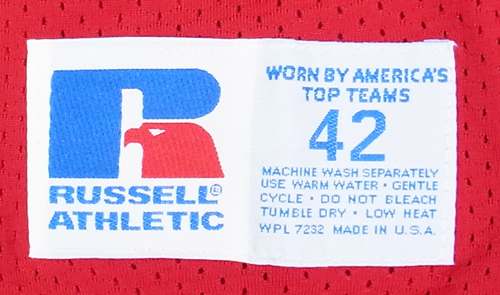 RUSSELL®
ATHLETIC
WORN BY AMERICA'S
TOP TEAMS
42
MACHINE WASH SEPARATELY
USE WARM WATER • GENTLE
CYCLE • DO NOT BLEACH
TUMBLE DRY • LOW HEAT
WPL 7232 MADE IN U.S.A.